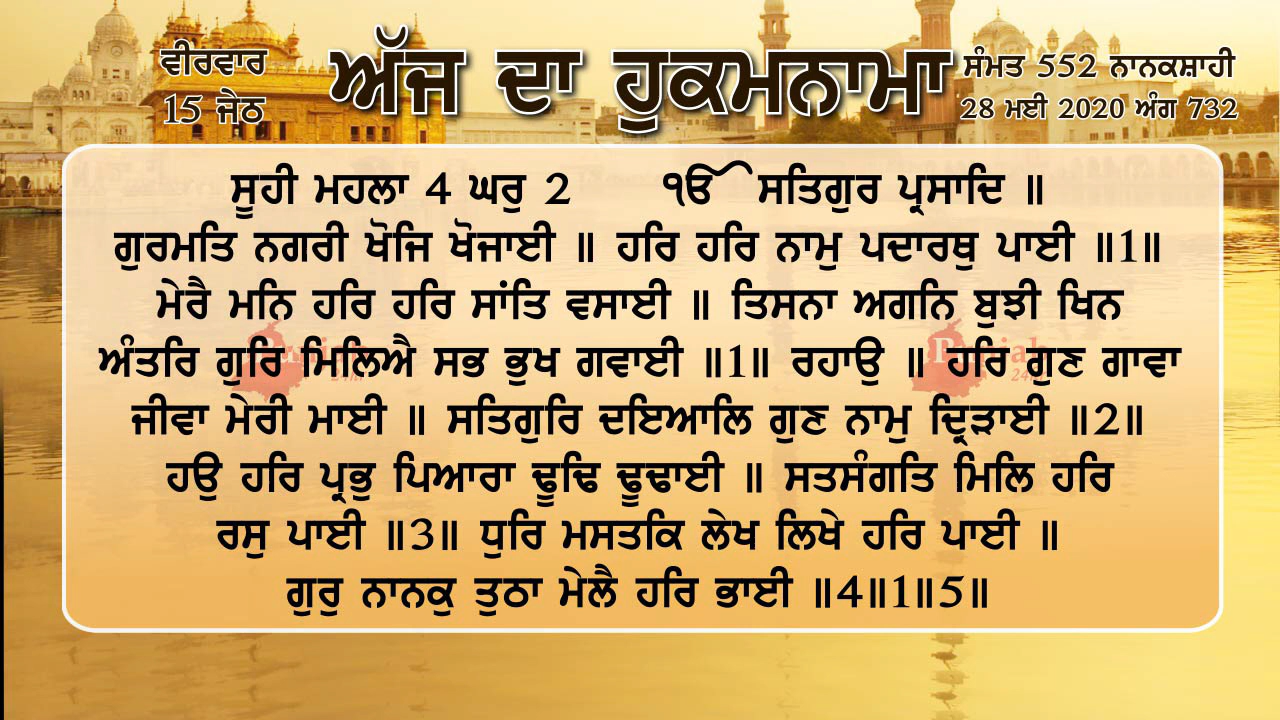 ਵੀਰਵਾਰ
15 ਜੇਠ
ਅੱਜ ਦਾ ਹੁਕਮਨਾਮਾ
ਸੰਮਤ 552 ਨਾਨਕਸ਼ਾਹੀ
28 ਮਈ 2020 ਅੰਗ 732
ਸੂਹੀ ਮਹਲਾ 4 ਘਰੁ 2 ੴ ਸਤਿਗੁਰ ਪ੍ਰਸਾਦਿ ॥
ਗੁਰਮਤਿ ਨਗਰੀ ਖੋਜਿ ਖੋਜਾਈ ॥ ਹਰਿ ਹਰਿ ਨਾਮੁ ਪਦਾਰਥੁ ਪਾਈ ॥1॥
ਮੇਰੈ ਮਨਿ ਹਰਿ ਹਰਿ ਸਾਂਤਿ ਵਸਾਈ ॥ ਤਿਸਨਾ ਅਗਨਿ ਬੁਝੀ ਖਿਨ
ਅੰਤਰਿ ਗੁਰਿ ਮਿਲਿਐ ਸਭ ਭੁਖ ਗਵਾਈ ॥1॥ ਰਹਾਉ ॥ ਹਰਿ ਗੁਣ ਗਾਵਾ
ਜੀਵਾ ਮੇਰੀ ਮਾਈ ॥ ਸਤਿਗੁਰਿ ਦਇਆਲਿ ਗੁਣ ਨਾਮੁ ਦ੍ਰਿੜਾਈ ॥2॥
ਹਉ ਹਰਿ ਪ੍ਰਭੁ ਪਿਆਰਾ ਢੂਢਿ ਢੂਢਾਈ ॥ ਸਤਸੰਗਤਿ ਮਿਲਿ ਹਰਿ
ਰਸੁ ਪਾਈ ॥3॥ ਧੁਰਿ ਮਸਤਕਿ ਲੇਖ ਲਿਖੇ ਹਰਿ ਪਾਈ ॥
ਗੁਰੁ ਨਾਨਕੁ ਤੁਠਾ ਮੇਲੈ ਹਰਿ ਭਾਈ ॥4॥1॥5॥